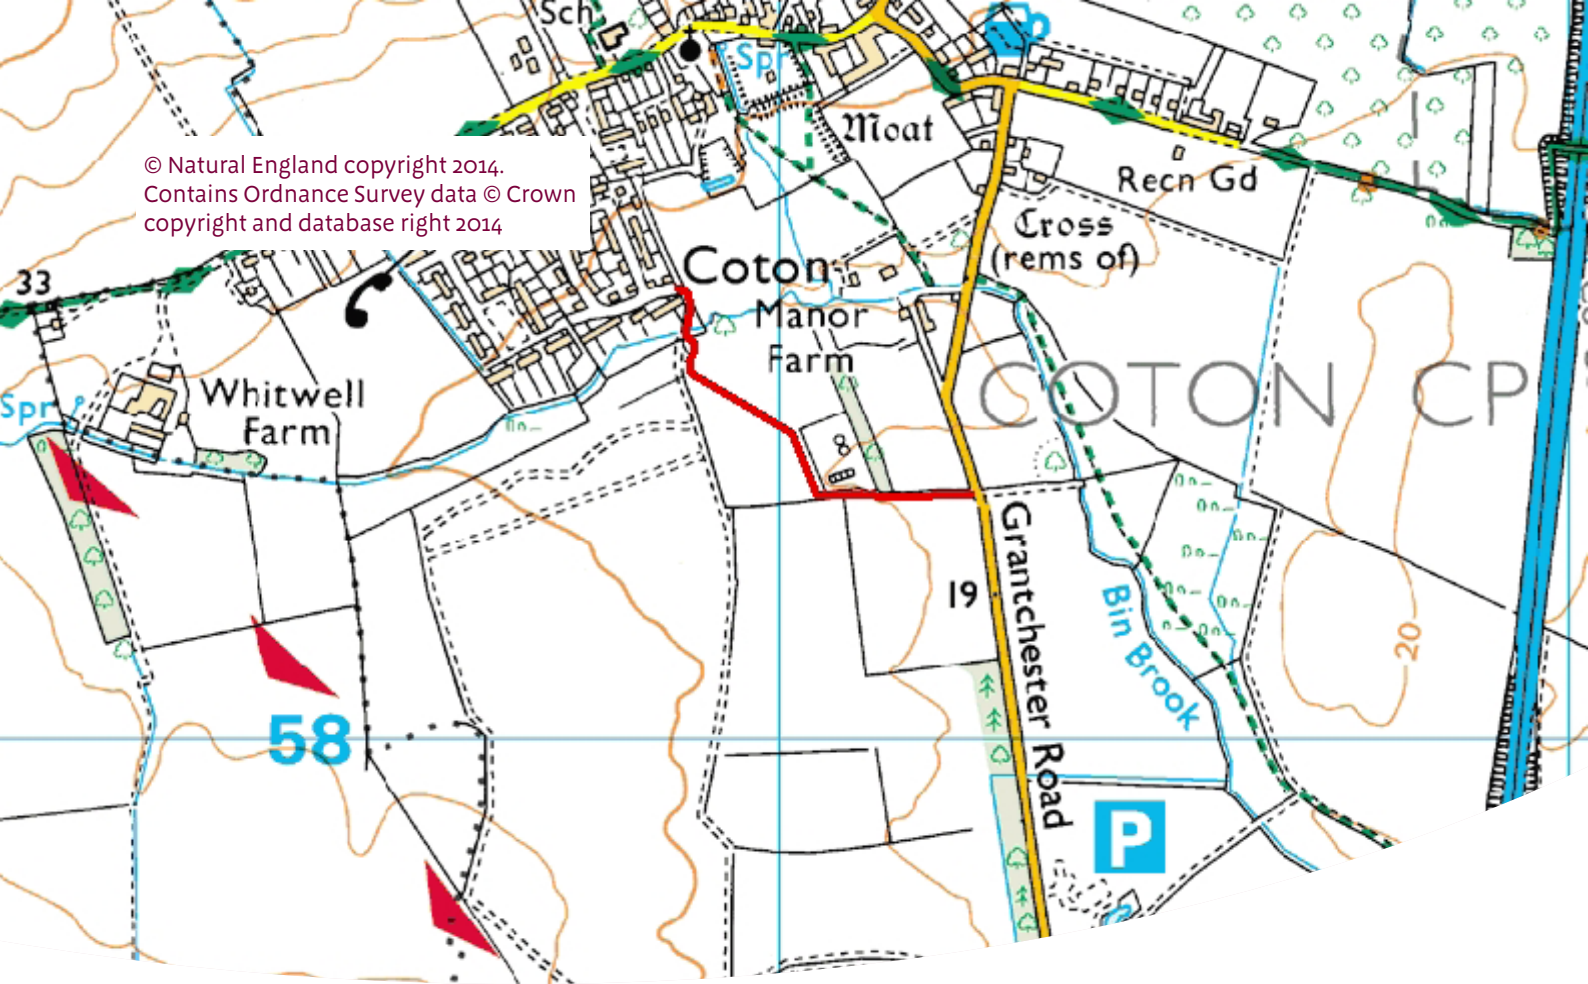 Sch
Spr
Moat
Recn Gd
© Natural England copyright 2014.
Contains Ordnance Survey data © Crown
copyright and database right 2014
Cross
(rems of)
33
Coton
Manor
Farm
COTON CP
Whitwell
Farm
Spr
19
Grantchester Road
Bin Brook
20
58
P